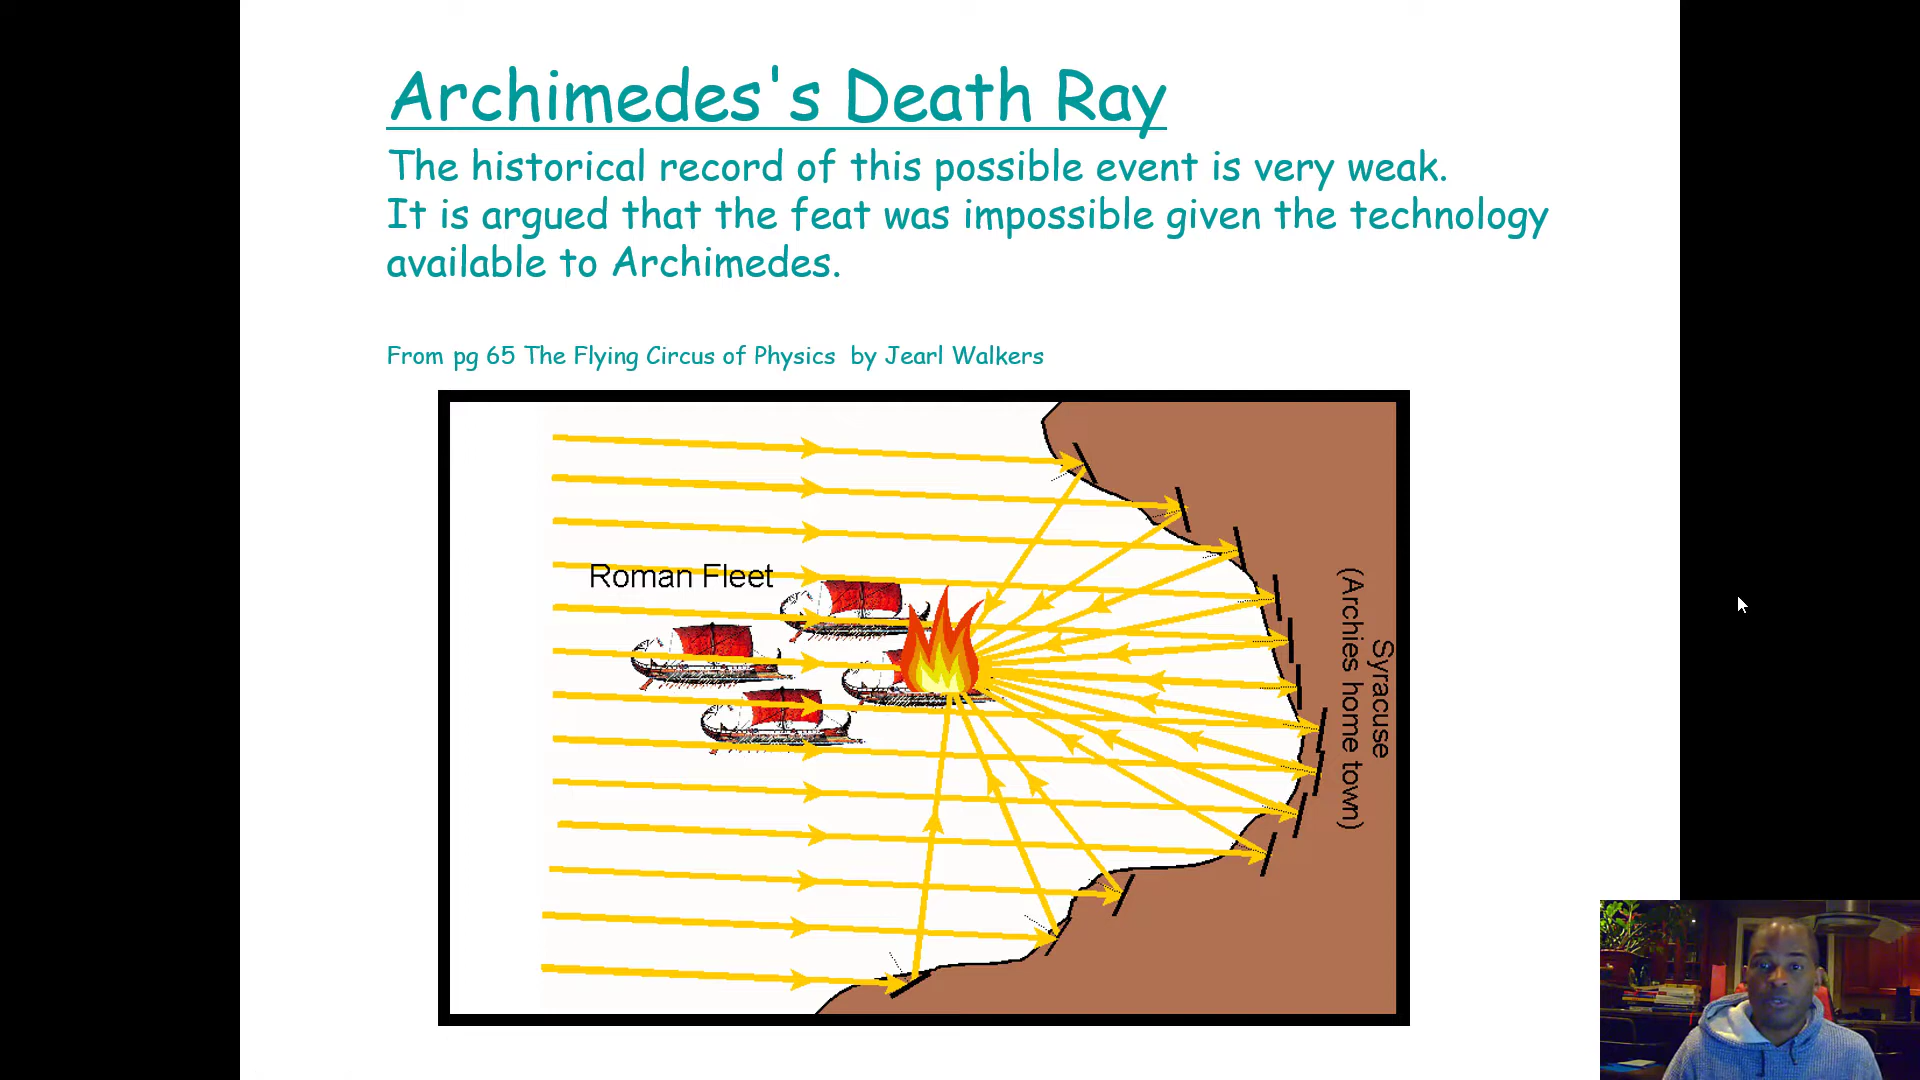 Archimedes's Death Ray
The historical record of this possible event is very weak.
It is argued that the feat was impossible given the technology
available to Archimedes.
From pg 65 The Flying Circus of Physics by Jearl Walkers
Roman Fleet
Syracuse
(Archies home town)